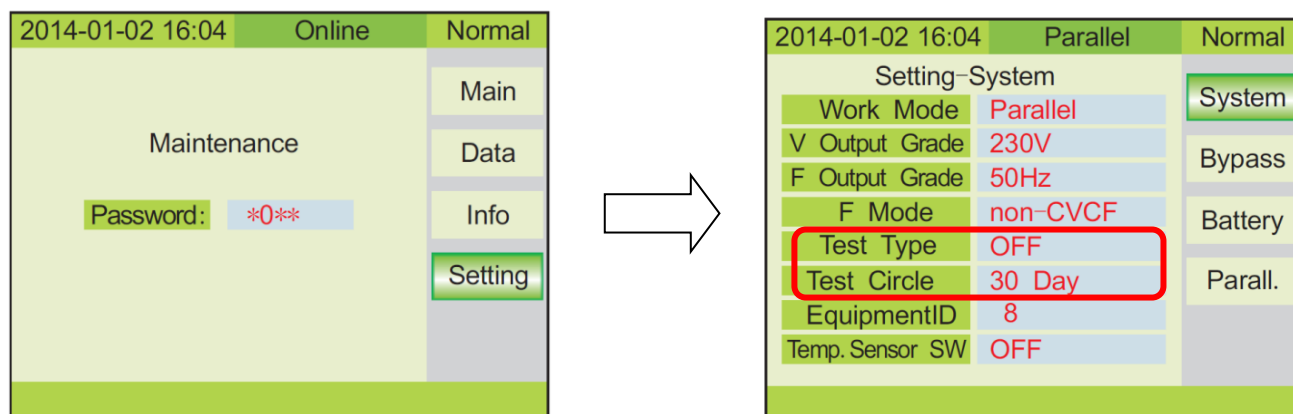 2014-01-02 16:04 Online Normal
Main
Maintenance
Data
Password: *0**
Info
Setting
2014-01-02 16:04 Parallel Normal
Setting-System
System
Work Mode Parallel
V Output Grade 230V
Bypass
F Output Grade 50Hz
F Mode non-CVCF
Battery
Test Type OFF
Test Circle 30 Day
Parall.
EquipmentID 8
Temp. Sensor SW OFF